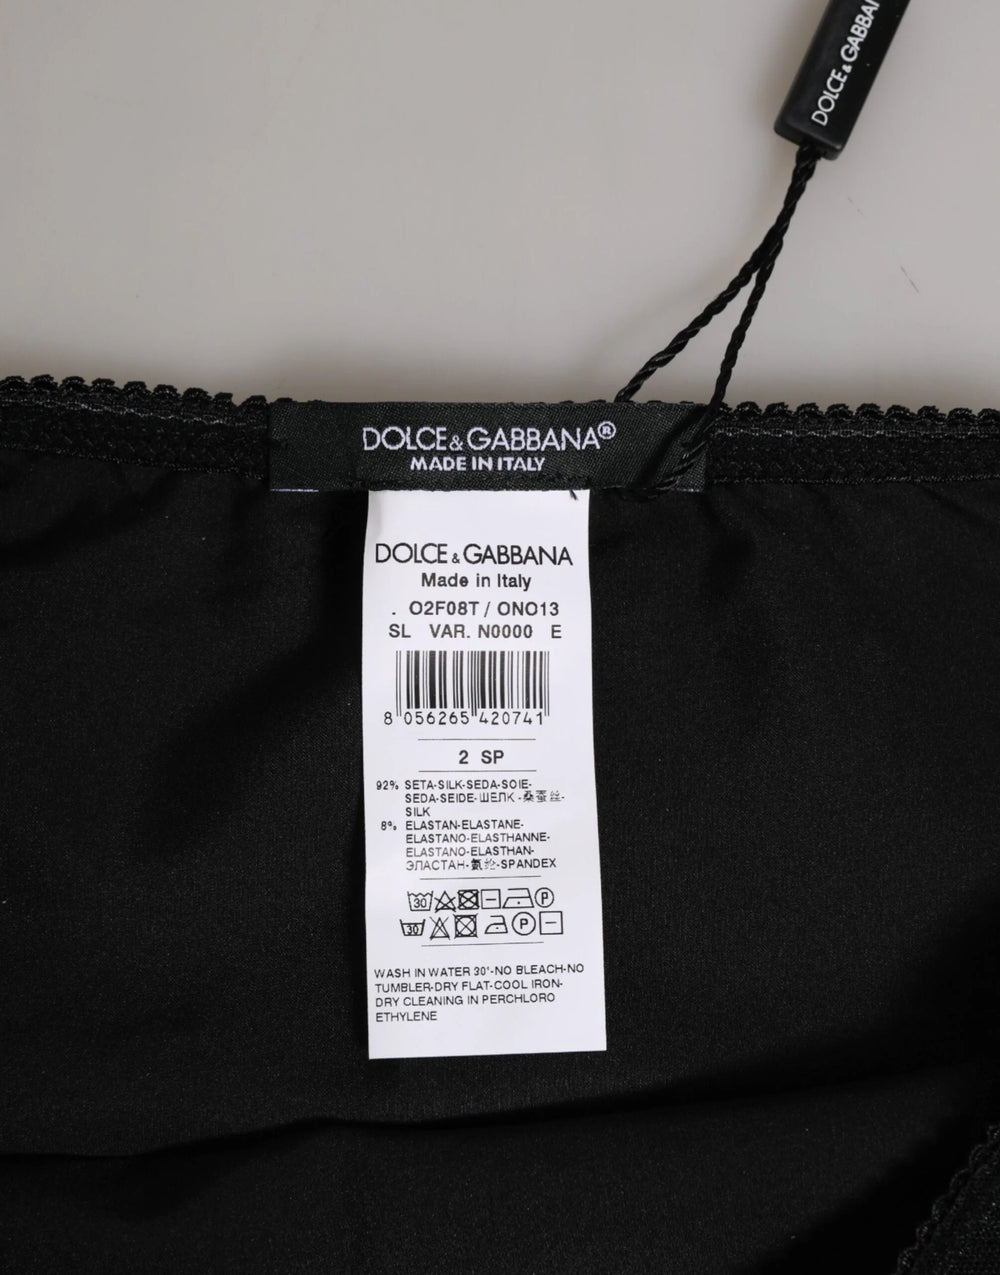 DOLCE&GABBA
DOLCE&GABBANA®
MADE IN ITALY
DOLCE&GABBANA
Made in Italy
. O2F08T / ONO13
SL VAR. N0000 E
8 056265 420741
2 SP
92% SETA-SILK-SEDA-SOIE-
SEDA-SEIDE-ШЕЛК-桑蚕丝-
SILK
8% ELASTAN-ELASTANE-
ELASTANO-ELASTHANNE-
ELASTANO-ELASTHAN-
ЭЛАСТАН-氨纶-SPANDEX
30 P
30 P
WASH IN WATER 30°-NO BLEACH-NO
TUMBLER-DRY FLAT-COOL IRON-
DRY CLEANING IN PERCHLORO
ETHYLENE